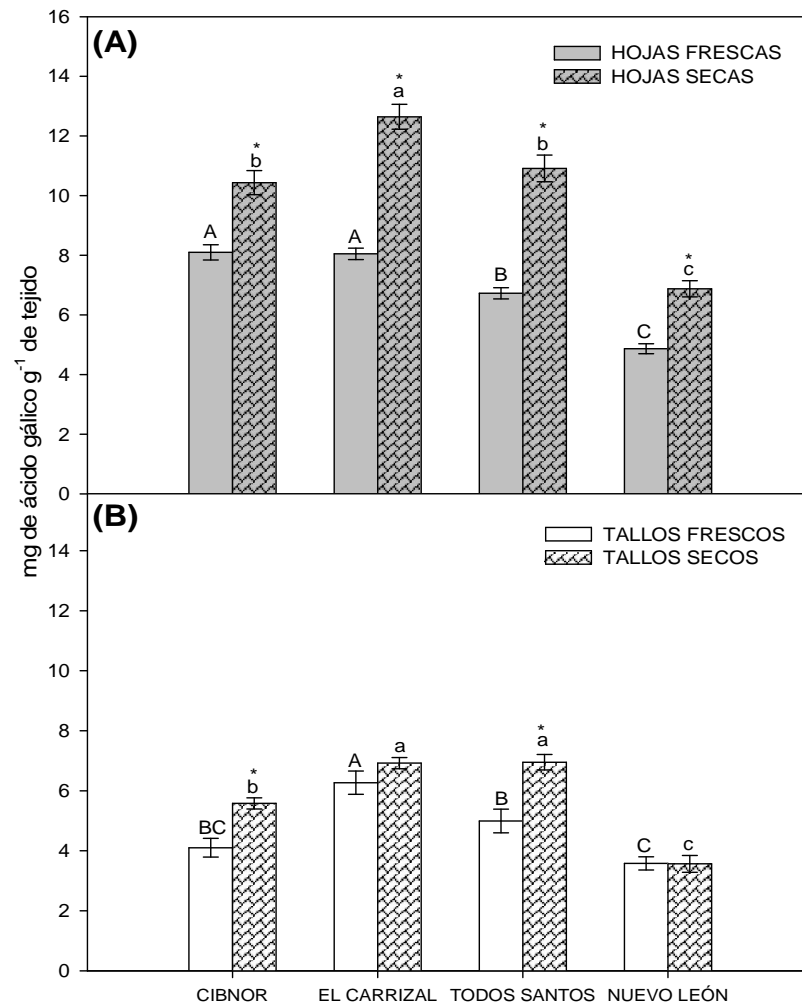 16
(A)
HOJAS FRESCAS
HOJAS SECAS
14
*
a
*
b
*
b
12
10
A
A
8
B
*
c
C
6
4
2
0
mg de ácido gálico g⁻¹ de tejido
(B)
TALLOS FRESCOS
TALLOS SECOS
14
12
10
8
*
b
A
a
*
a
6
BC
B
C
c
4
2
0
CIBNOR EL CARRIZAL TODOS SANTOS NUEVO LEÓN